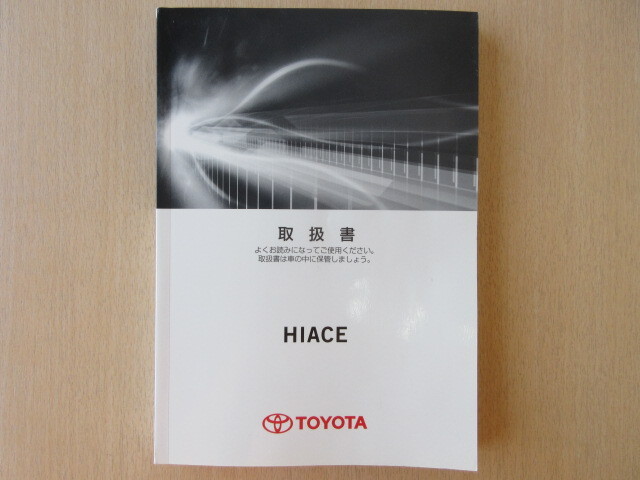 取扱書
よくお読みになってご使用ください。
取扱書は車の中に保管しましょう。
HIACE
TOYOTA